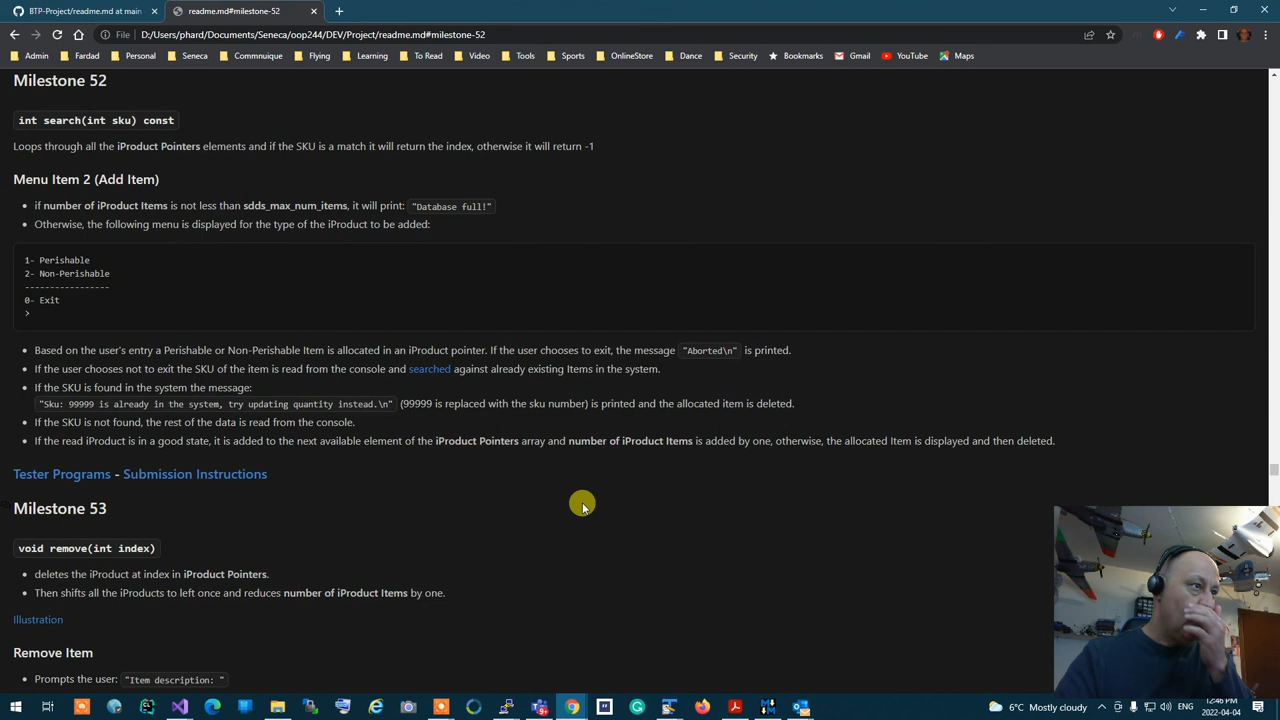 BTP-Project/readme.md at main
readme.md#milestone-52
File
D:/Users/phard/Documents/Seneca/oop244/DEV/Project/readme.md#milestone-52
Admin Fardad Personal Seneca Commnuique Flying Learning To Read Video Tools Sports OnlineStore Dance Security Bookmarks Gmail YouTube Maps
Milestone 52
int search(int sku) const
Loops through all the iProduct Pointers elements and if the SKU is a match it will return the index, otherwise it will return -1
Menu Item 2 (Add Item)
if number of iProduct Items is not less than sdds_max_num_items, it will print: "Database full!"
Otherwise, the following menu is displayed for the type of the iProduct to be added:
1- Perishable
2- Non-Perishable
-----------------
0- Exit
>
Based on the user's entry a Perishable or Non-Perishable Item is allocated in an iProduct pointer. If the user chooses to exit, the message "Aborted\n" is printed.
If the user chooses not to exit the SKU of the item is read from the console and searched against already existing Items in the system.
If the SKU is found in the system the message:
"Sku: 99999 is already in the system, try updating quantity instead.\n" (99999 is replaced with the sku number) is printed and the allocated item is deleted.
If the SKU is not found, the rest of the data is read from the console.
If the read iProduct is in a good state, it is added to the next available element of the iProduct Pointers array and number of iProduct Items is added by one, otherwise, the allocated Item is displayed and then deleted.
Tester Programs - Submission Instructions
Milestone 53
void remove(int index)
deletes the iProduct at index in iProduct Pointers.
Then shifts all the iProducts to left once and reduces number of iProduct Items by one.
Illustration
Remove Item
Prompts the user: "Item description: "
6°C Mostly cloudy
12:46 PM
2022-04-04